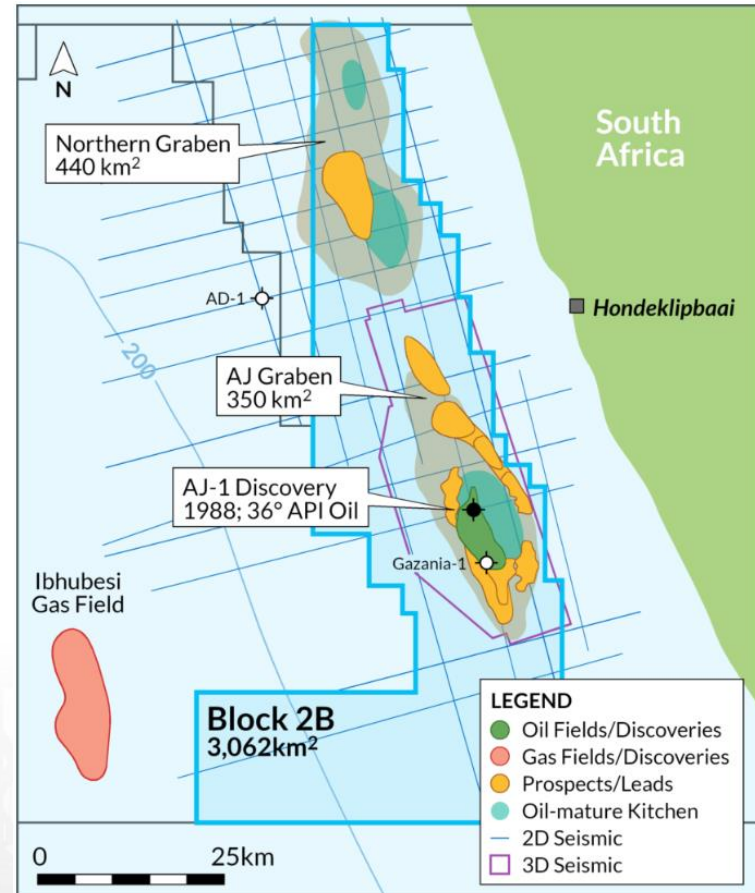 N
Northern Graben
440 km²
South
Africa
AD-1
Hondeklipbaai
200
AJ Graben
350 km²
AJ-1 Discovery
1988; 36° API Oil
Gazania-1
Ibhubesi
Gas Field
Block 2B
3,062km²
LEGEND
Oil Fields/Discoveries
Gas Fields/Discoveries
Prospects/Leads
Oil-mature Kitchen
2D Seismic
3D Seismic
0 25km